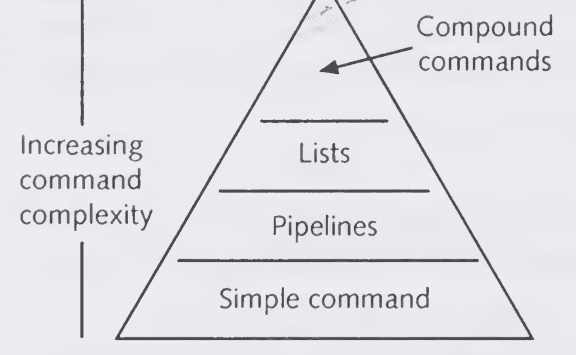 Compound
commands
Increasing
command
complexity
Lists
Pipelines
Simple command